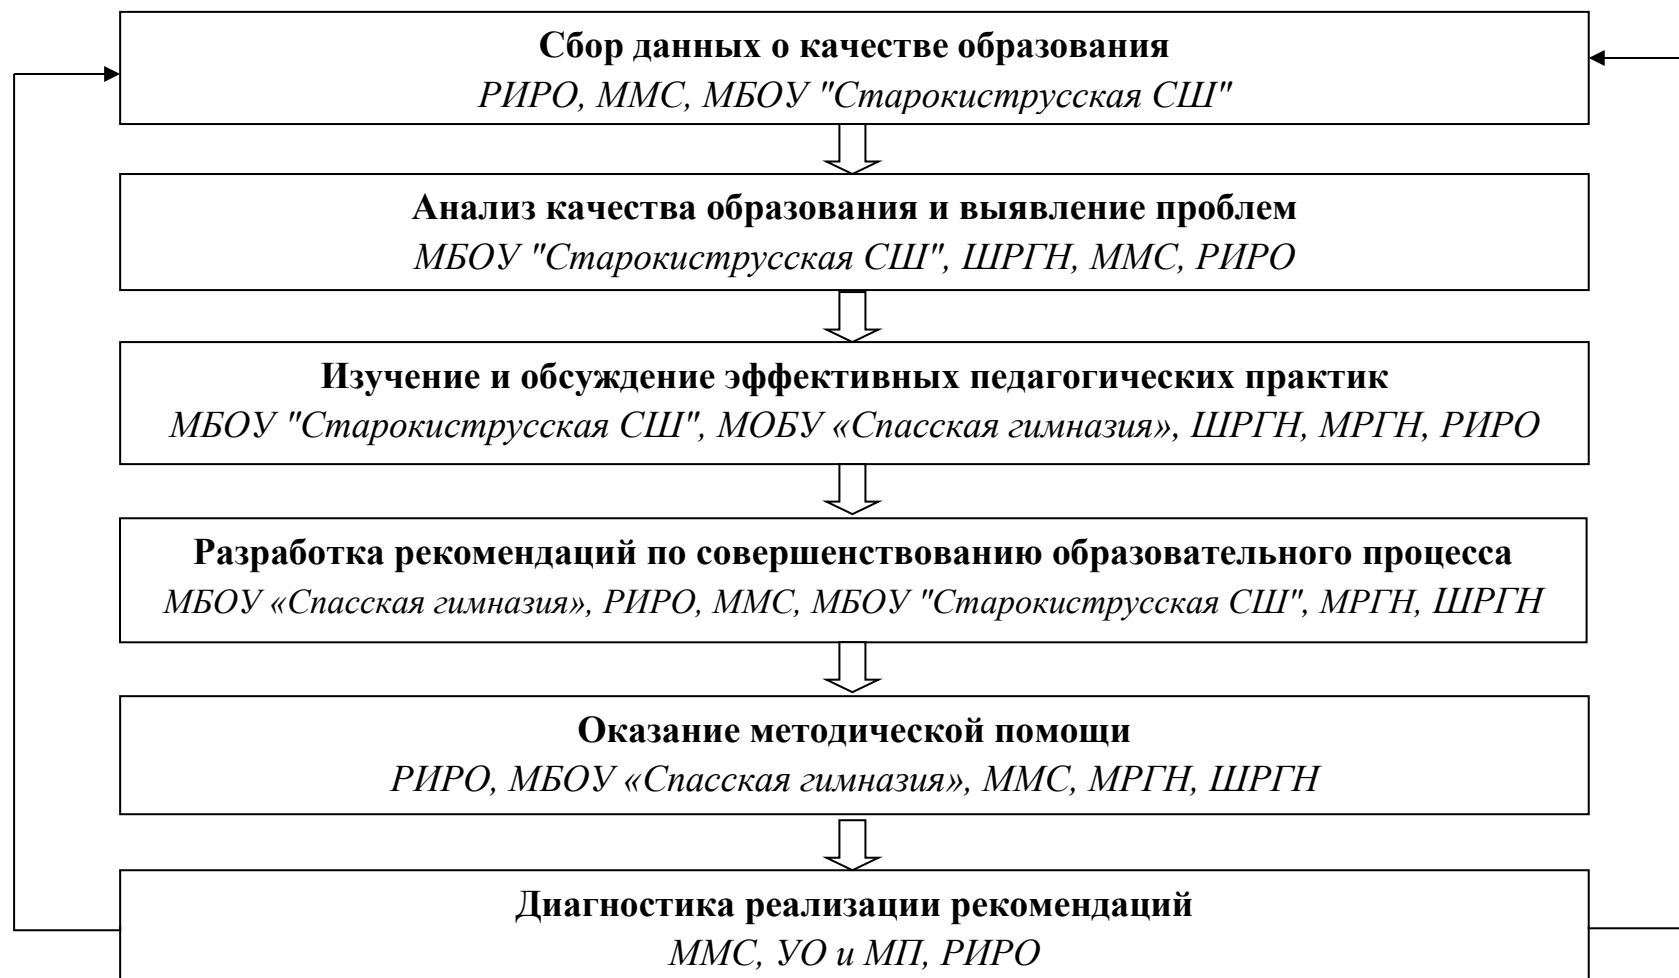 Сбор данных о качестве образования
РИРО, ММС, МБОУ "Старокиструсская СШ"
Анализ качества образования и выявление проблем
МБОУ "Старокиструсская СШ", ШРГН, ММС, РИРО
Изучение и обсуждение эффективных педагогических практик
МБОУ "Старокиструсская СШ", МОБУ «Спасская гимназия», ШРГН, МРГН, РИРО
Разработка рекомендаций по совершенствованию образовательного процесса
МБОУ «Спасская гимназия», РИРО, ММС, МБОУ "Старокиструсская СШ", МРГН, ШРГН
Оказание методической помощи
РИРО, МБОУ «Спасская гимназия», ММС, МРГН, ШРГН
Диагностика реализации рекомендаций
ММС, УО и МП, РИРО